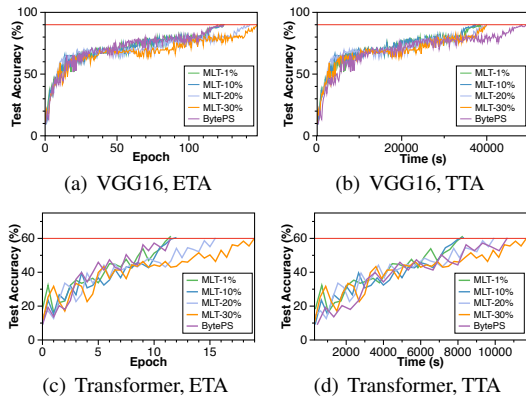 Test Accuracy (%)
100
50
0
0 50 100
Epoch
MLT-1%
MLT-10%
MLT-20%
MLT-30%
BytePS
(a) VGG16, ETA
Test Accuracy (%)
100
50
0
0 20000 40000
Time (s)
MLT-1%
MLT-10%
MLT-20%
MLT-30%
BytePS
(b) VGG16, TTA
Test Accuracy (%)
60
40
20
0
0 5 10 15
Epoch
MLT-1%
MLT-10%
MLT-20%
MLT-30%
BytePS
(c) Transformer, ETA
Test Accuracy (%)
60
40
20
0
2000 4000 6000 8000 10000
Time (s)
MLT-1%
MLT-10%
MLT-20%
MLT-30%
BytePS
(d) Transformer, TTA